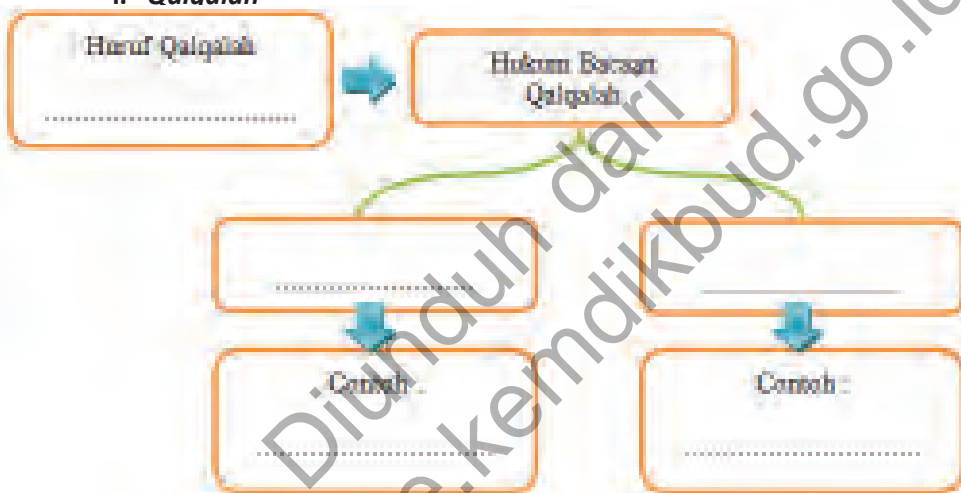 Qalqalah
Huruf Qalqalah
Hukum Bacaan
Qalqalah
Contoh :
Contoh :
Diunduh dari
e.kemdikbud.go.id